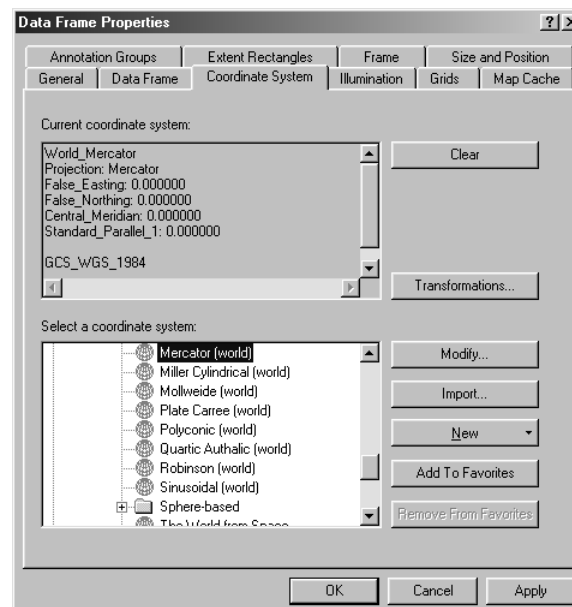 Data Frame Properties
Annotation Groups Extent Rectangles Frame Size and Position
General Data Frame Coordinate System Illumination Grids Map Cache
Current coordinate system:
World_Mercator
Projection: Mercator
False_Easting: 0.000000
False_Northing: 0.000000
Central_Meridian: 0.000000
Standard_Parallel_1: 0.000000
GCS_WGS_1984
Clear
Transformations...
Select a coordinate system:
Mercator (world)
Miller Cylindrical (world)
Mollweide (world)
Plate Carree (world)
Polyconic (world)
Quartic Authalic (world)
Robinson (world)
Sinusoidal (world)
Sphere-based
The World from Space
Modify...
Import...
New
Add To Favorites
Remove From Favorites
OK Cancel Apply